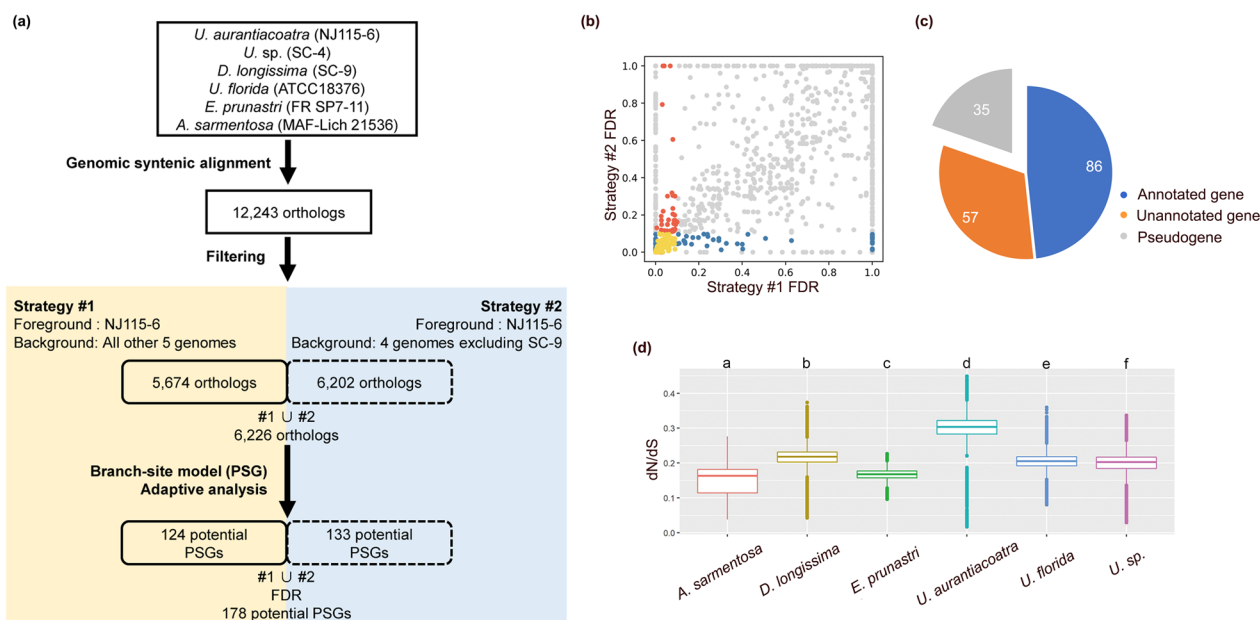 (a)
U. aurantiacoatra (NJ115-6)
U. sp. (SC-4)
D. longissima (SC-9)
U. florida (ATCC18376)
E. prunastri (FR SP7-11)
A. sarmentosa (MAF-Lich 21536)
Genomic syntenic alignment
12,243 orthologs
Filtering
Strategy #1
Foreground : NJ115-6
Background: All other 5 genomes
Strategy #2
Foreground : NJ115-6
Background: 4 genomes excluding SC-9
5,674 orthologs
6,202 orthologs
#1 ∪ #2
6,226 orthologs
Branch-site model (PSG)
Adaptive analysis
124 potential
PSGs
133 potential
PSGs
#1 ∪ #2
FDR
178 potential PSGs
(b)
Strategy #2 FDR
1.0
0.8
0.6
0.4
0.2
0.0
0.0 0.2 0.4 0.6 0.8 1.0
Strategy #1 FDR
(c)
35
86
57
Annotated gene
Unannotated gene
Pseudogene
(d)
a b c d e f
dN/dS
0.4
0.3
0.2
0.1
0.0
A. sarmentosa
D. longissima
E. prunastri
U. aurantiacoatra
U. florida
U. sp.